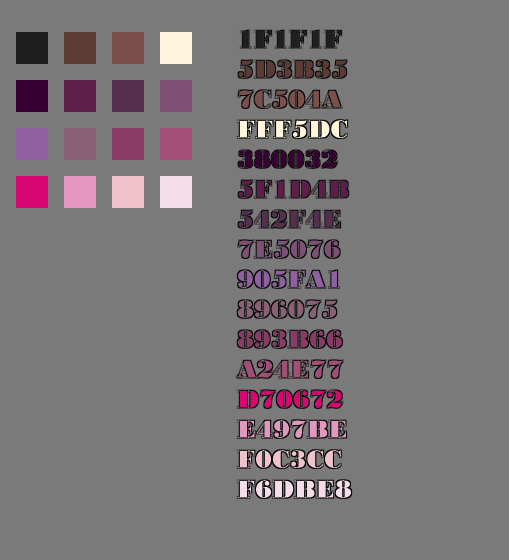 1F1F1F
5D3B35
7C504A
FFF5DC
380032
5F1D4B
542F4E
7E5076
905FA1
896075
893B66
A24E77
D70672
E497BE
F0C3CC
F6DBE8